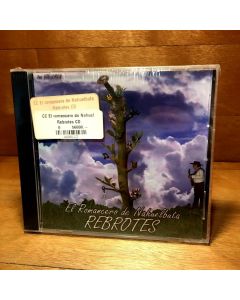 CC El romancero de Nahuelbuta
Rebrotes CD
CC El romancero de Nahuel
Rebrotes CD
El Romancero de Nahuelbuta
REBROTES